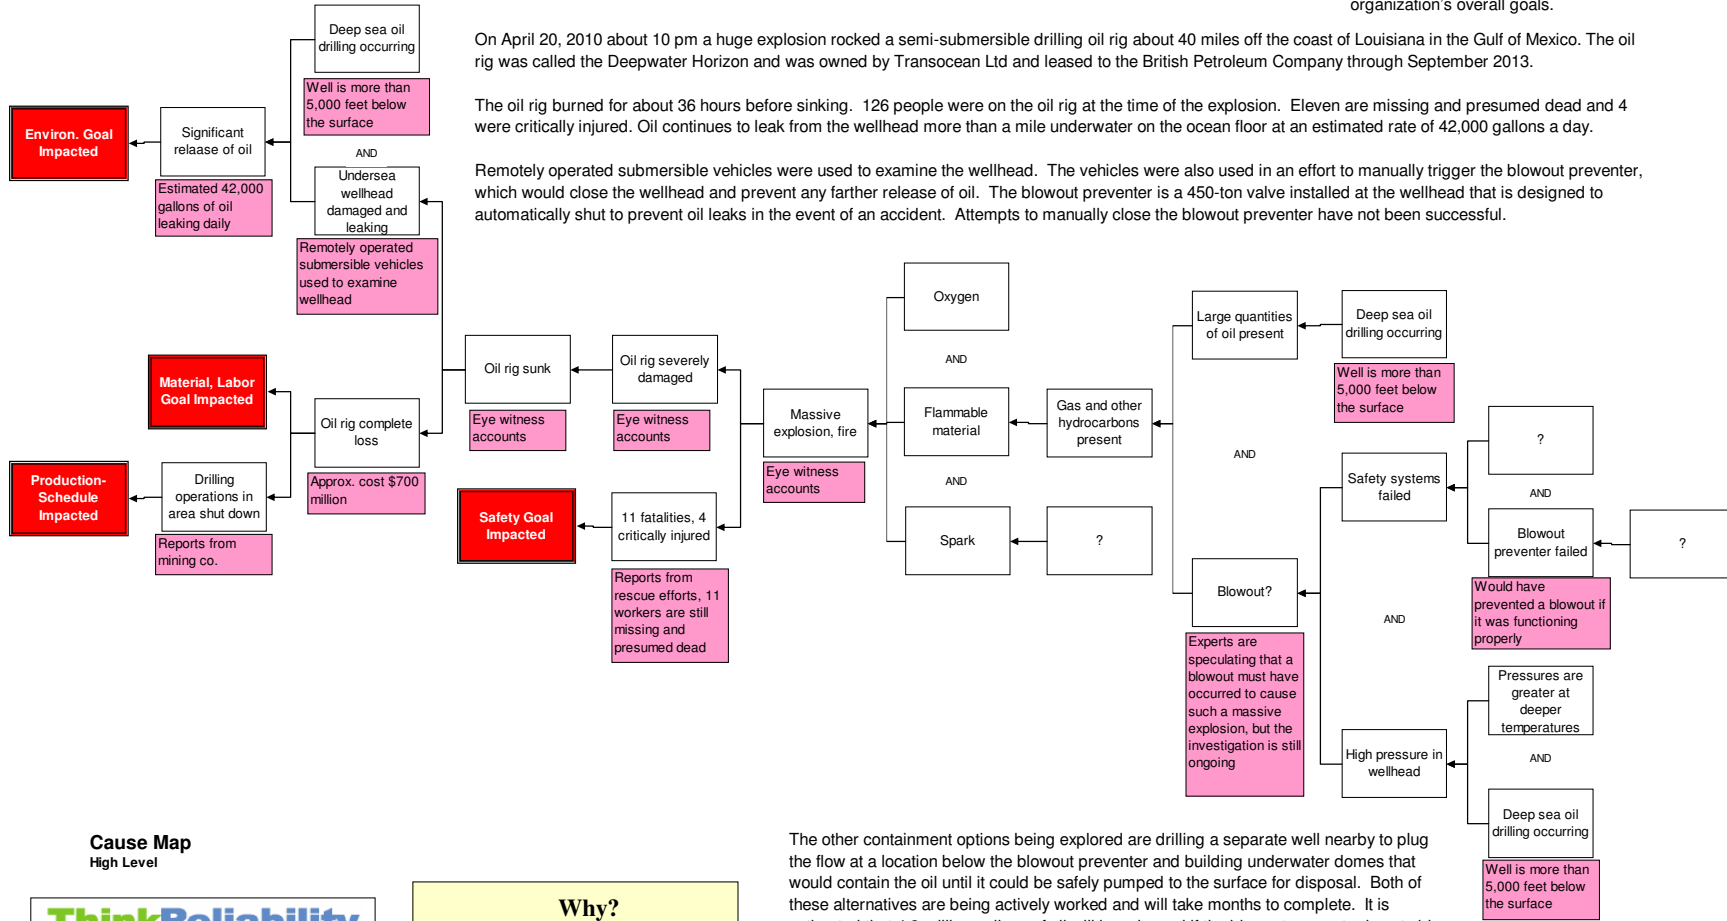 organization's overall goals.
On April 20, 2010 about 10 pm a huge explosion rocked a semi-submersible drilling oil rig about 40 miles off the coast of Louisiana in the Gulf of Mexico. The oil
rig was called the Deepwater Horizon and was owned by Transocean Ltd and leased to the British Petroleum Company through September 2013.
The oil rig burned for about 36 hours before sinking. 126 people were on the oil rig at the time of the explosion. Eleven are missing and presumed dead and 4
were critically injured. Oil continues to leak from the wellhead more than a mile underwater on the ocean floor at an estimated rate of 42,000 gallons a day.
Remotely operated submersible vehicles were used to examine the wellhead. The vehicles were also used in an effort to manually trigger the blowout preventer,
which would close the wellhead and prevent any farther release of oil. The blowout preventer is a 450-ton valve installed at the wellhead that is designed to
automatically shut to prevent oil leaks in the event of an accident. Attempts to manually close the blowout preventer have not been successful.
Deep sea oil
drilling occurring
Well is more than
5,000 feet below
the surface
Environ. Goal
Impacted
Significant
relaase of oil
AND
Estimated 42,000
gallons of oil
leaking daily
Undersea
wellhead
damaged and
leaking
Remotely operated
submersible vehicles
used to examine
wellhead
Material, Labor
Goal Impacted
Oil rig complete
loss
Approx. cost $700
million
Production-
Schedule
Impacted
Drilling
operations in
area shut down
Reports from
mining co.
Oil rig sunk
Eye witness
accounts
Oil rig severely
damaged
Eye witness
accounts
Safety Goal
Impacted
11 fatalities, 4
critically injured
Reports from
rescue efforts, 11
workers are still
missing and
presumed dead
Massive
explosion, fire
Eye witness
accounts
Oxygen
AND
Flammable
material
AND
Spark
?
Gas and other
hydrocarbons
present
Large quantities
of oil present
Deep sea oil
drilling occurring
Well is more than
5,000 feet below
the surface
AND
Blowout?
Experts are
speculating that a
blowout must have
occurred to cause
such a massive
explosion, but the
investigation is still
ongoing
Safety systems
failed
?
AND
Blowout
preventer failed
?
Would have
prevented a blowout if
it was functioning
properly
AND
High pressure in
wellhead
Pressures are
greater at
deeper
temperatures
AND
Deep sea oil
drilling occurring
Well is more than
5,000 feet below
the surface
Cause Map
High Level
ThinkReliability
Why?
The other containment options being explored are drilling a separate well nearby to plug
the flow at a location below the blowout preventer and building underwater domes that
would contain the oil until it could be safely pumped to the surface for disposal. Both of
these alternatives are being actively worked and will take months to complete. It is